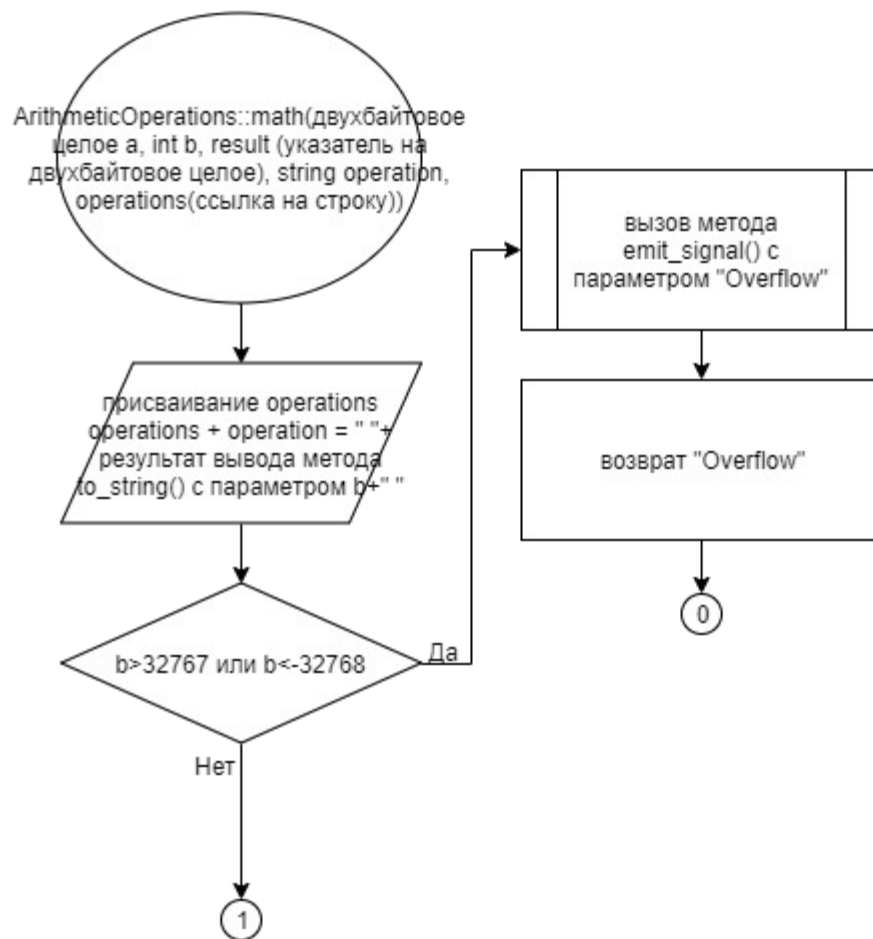 ArithmeticOperations::math(двухбайтовое
целое a, int b, result (указатель на
двухбайтовое целое), string operation,
operations(ссылка на строку))
присваивание operations
operations + operation = " "+
результат вывода метода
to_string() с параметром b+" "
b>32767 или b<-32768
Да
Нет
1
вызов метода
emit_signal() с
параметром "Overflow"
возврат "Overflow"
0